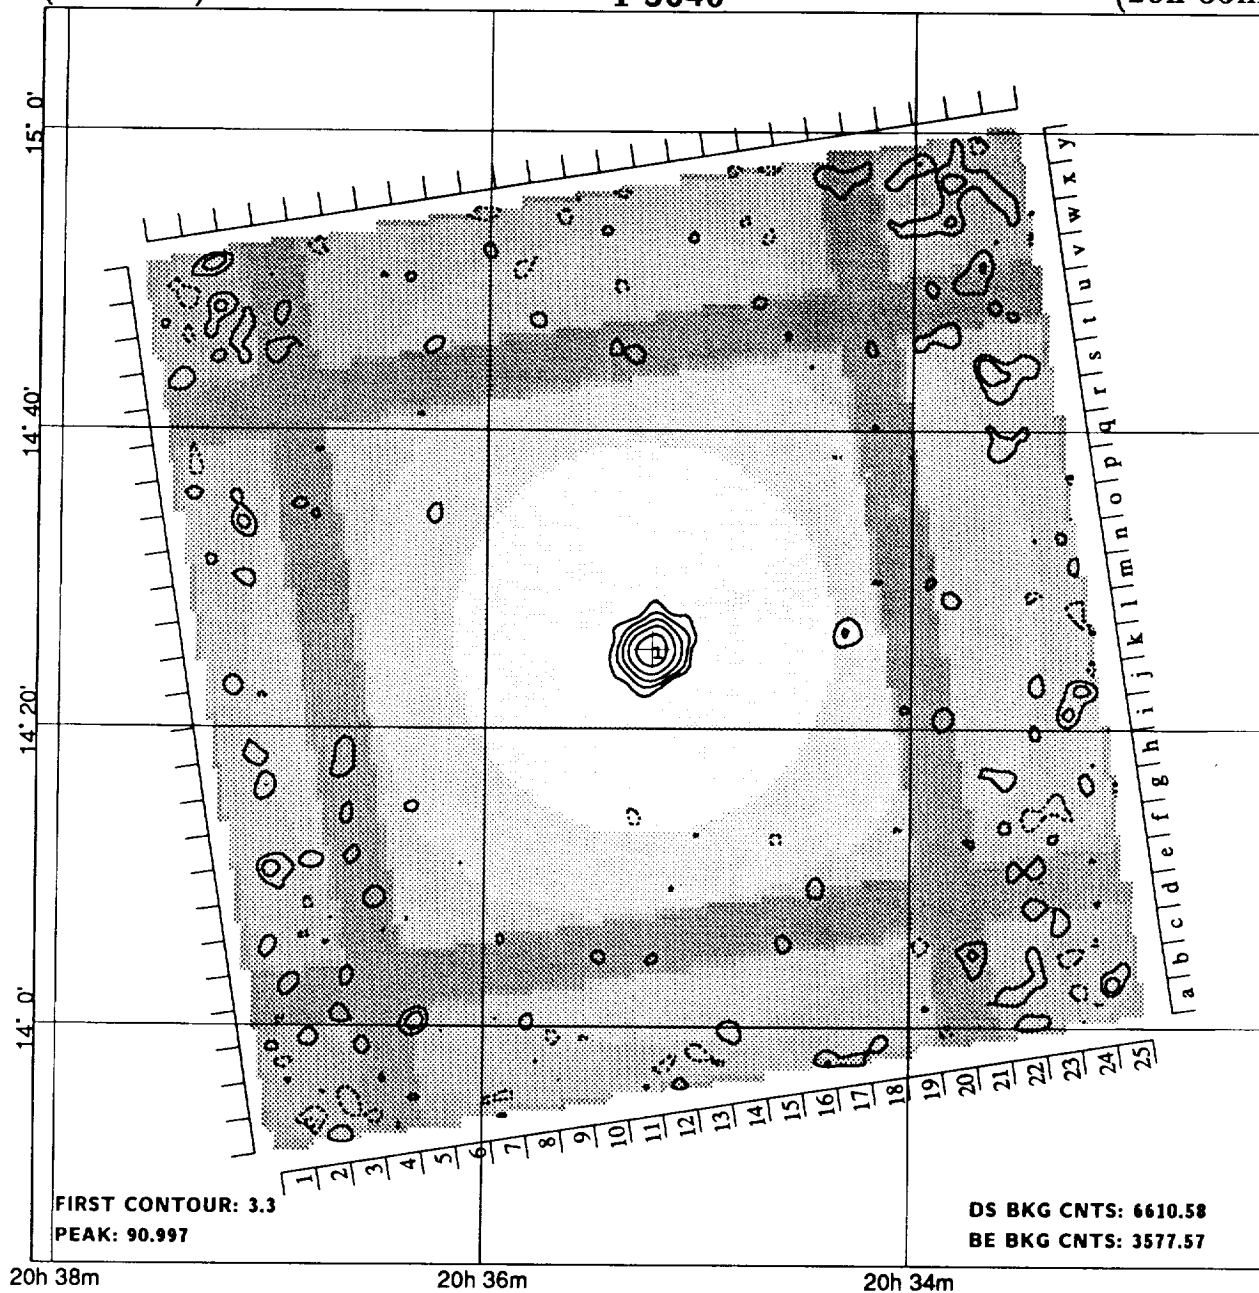 15° 0'
14° 40'
14° 20'
14° 0'
a b c d e f g h i j k l m n o p q r s t u v w x y
1
1 2 3 4 5 6 7 8 9 10 11 12 13 14 15 16 17 18 19 20 21 22 23 24 25
FIRST CONTOUR: 3.3
PEAK: 90.997
DS BKG CNTS: 6610.58
BE BKG CNTS: 3577.57
20h 38m 20h 36m 20h 34m